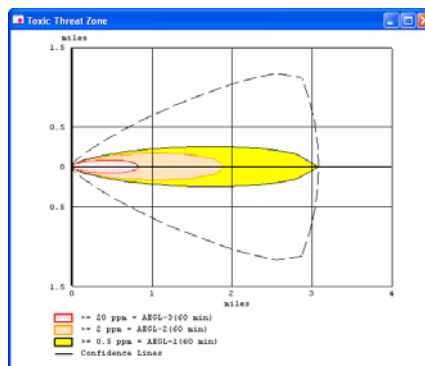 Toxic Threat Zone
miles
1.5
0.5
0
0.5
1.5
0 1 2 3 4
miles
>= 20 ppm = AEGL-3(60 min)
>= 2 ppm = AEGL-2(60 min)
>= 0.5 ppm = AEGL-1(60 min)
Confidence Lines